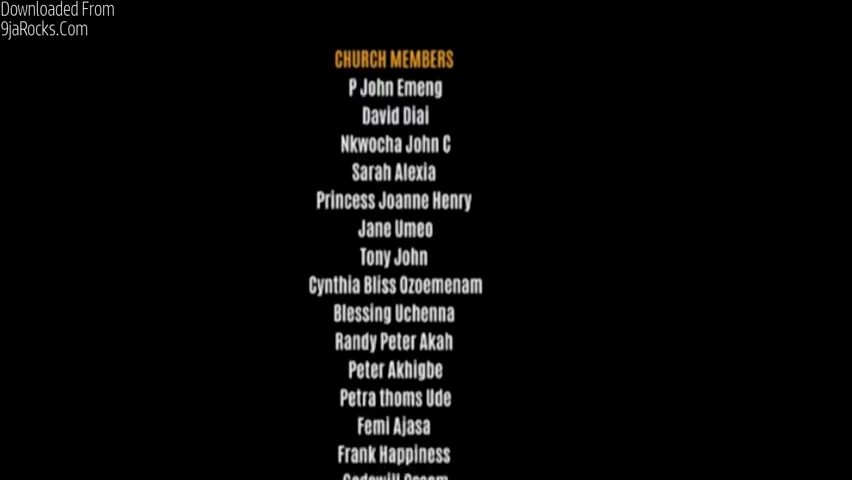 Downloaded From
9jaRocks.Com
CHURCH MEMBERS
P John Emeng
David Diai
Nkwocha John C
Sarah Alexia
Princess Joanne Henry
Jane Umeo
Tony John
Cynthia Bliss Ozoemenam
Blessing Uchenna
Randy Peter Akah
Peter Akhigbe
Petra thoms Ude
Femi Ajasa
Frank Happiness